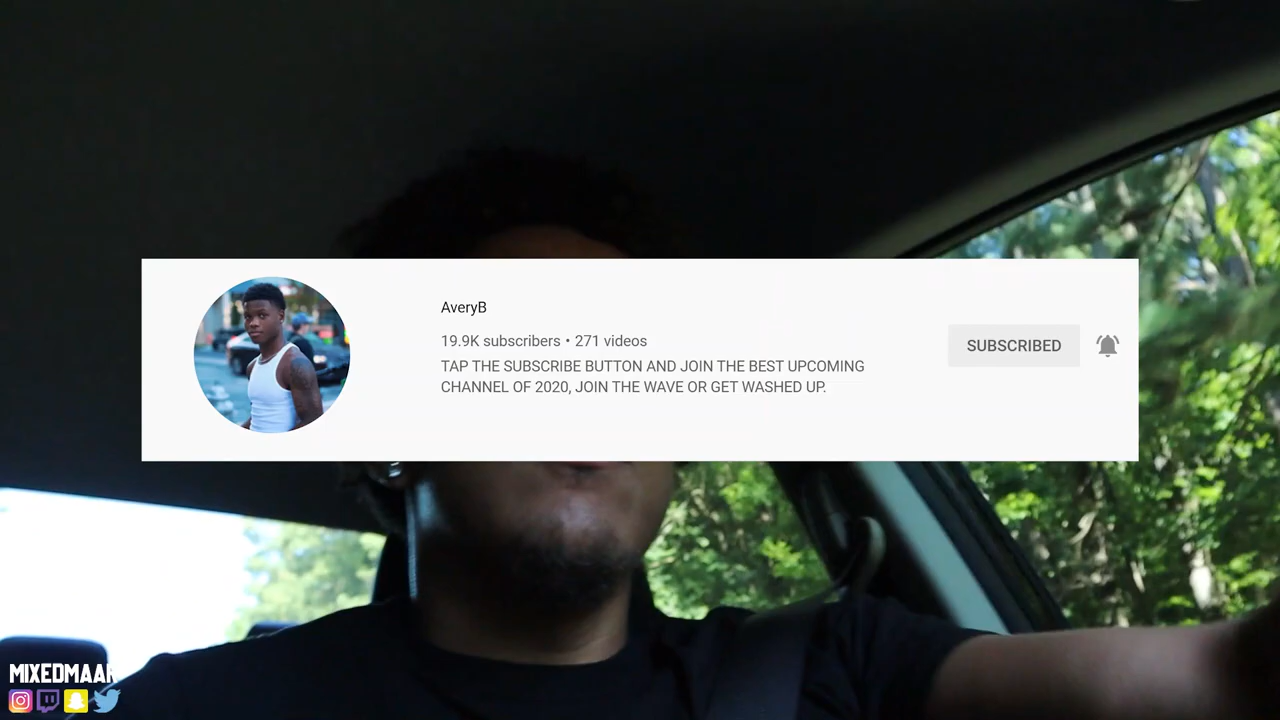 AveryB
19.9K subscribers • 271 videos
TAP THE SUBSCRIBE BUTTON AND JOIN THE BEST UPCOMING
CHANNEL OF 2020, JOIN THE WAVE OR GET WASHED UP.
SUBSCRIBED
MIXEDMAAR